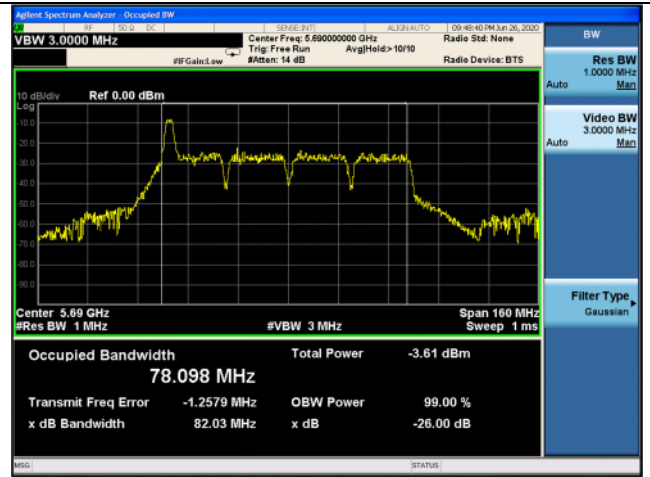 Agilent Spectrum Analyzer - Occupied BW
RF 50 Ω DC SENSE:INT ALIGN AUTO 09:48:40 PM Jun 26, 2020
VBW 3.0000 MHz Center Freq: 5.690000000 GHz Radio Std: None
Trig: Free Run Avg|Hold:> 10/10
#IFGain:Low #Atten: 14 dB Radio Device: BTS
BW
Res BW
1.0000 MHz
Auto Man
Video BW
3.0000 MHz
Auto Man
Filter Type
Gaussian
10 dB/div Ref 0.00 dBm
Log
-10.0
-20.0
-30.0
-40.0
-50.0
-60.0
-70.0
-80.0
-90.0
Center 5.69 GHz Span 160 MHz
#Res BW 1 MHz #VBW 3 MHz Sweep 1 ms
Occupied Bandwidth Total Power -3.61 dBm
78.098 MHz
Transmit Freq Error -1.2579 MHz OBW Power 99.00 %
x dB Bandwidth 82.03 MHz x dB -26.00 dB
MSG STATUS